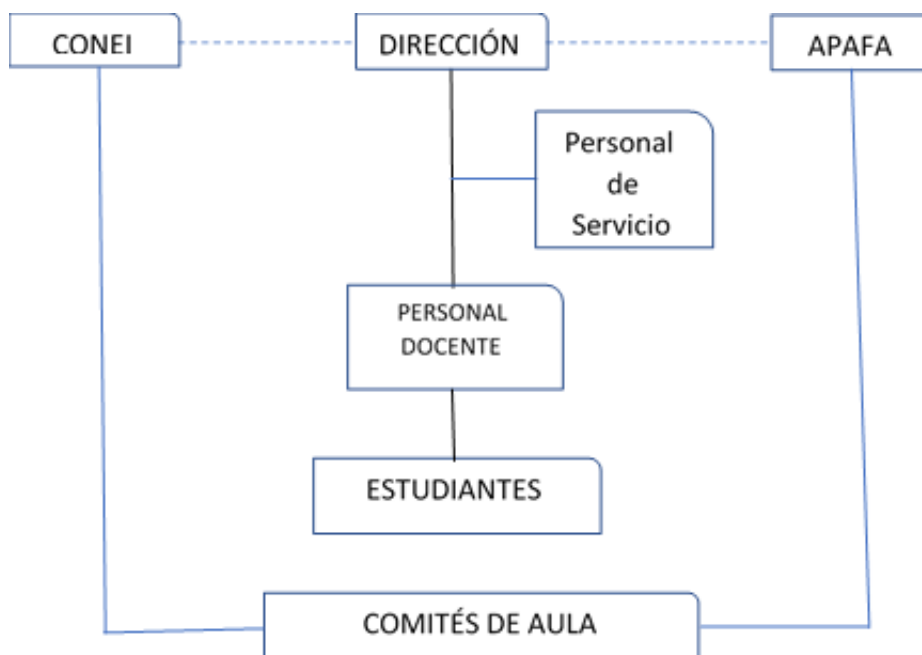 CONEI
DIRECCIÓN
APAFA
Personal
de
Servicio
PERSONAL
DOCENTE
ESTUDIANTES
COMITÉS DE AULA